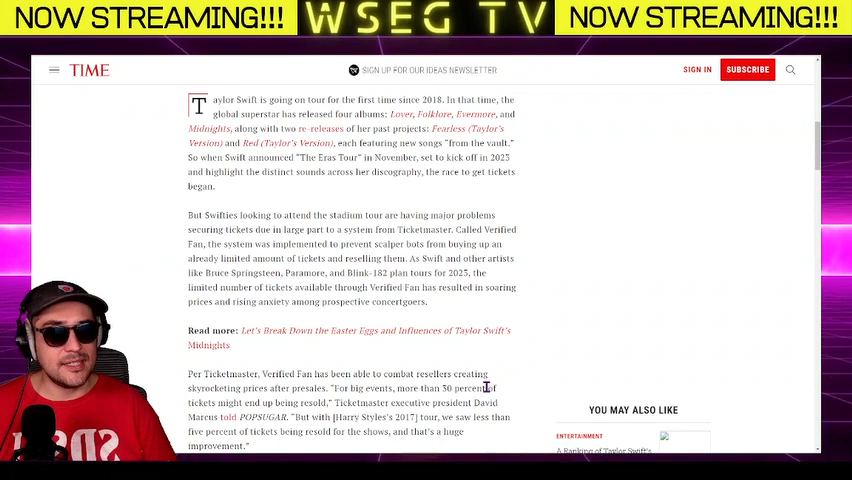 NOW STREAMING!!!
WSEG TV
NOW STREAMING!!!
TIME
SIGN UP FOR OUR IDEAS NEWSLETTER
SIGN IN
SUBSCRIBE
Taylor Swift is going on tour for the first time since 2018. In that time, the
global superstar has released four albums: Lover, Folklore, Evermore, and
Midnights, along with two re-releases of her past projects: Fearless (Taylor's
Version) and Red (Taylor's Version), each featuring new songs “from the vault.”
So when Swift announced “The Eras Tour” in November, set to kick off in 2023
and highlight the distinct sounds across her discography, the race to get tickets
began.
But Swifties looking to attend the stadium tour are having major problems
securing tickets due in large part to a system from Ticketmaster. Called Verified
Fan, the system was implemented to prevent scalper bots from buying up an
already limited amount of tickets and reselling them. As Swift and other artists
like Bruce Springsteen, Paramore, and Blink-182 plan tours for 2023, the
limited number of tickets available through Verified Fan has resulted in soaring
prices and rising anxiety among prospective concertgoers.
Read more: Let's Break Down the Easter Eggs and Influences of Taylor Swift's
Midnights
Per Ticketmaster, Verified Fan has been able to combat resellers creating
skyrocketing prices after presales. “For big events, more than 30 percent of
tickets might end up being resold,” Ticketmaster executive president David
Marcus told POPSUGAR. “But with [Harry Styles's 2017] tour, we saw less than
five percent of tickets being resold for the shows, and that's a huge
improvement.”
YOU MAY ALSO LIKE
ENTERTAINMENT
A Ranking of Taylor Swift's